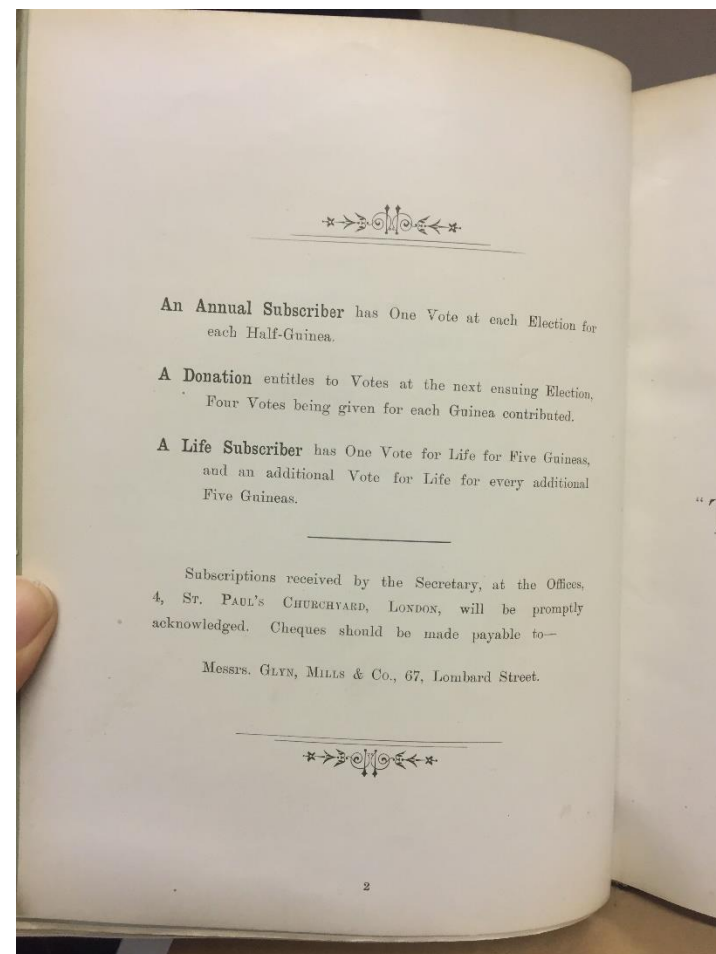 An Annual Subscriber has One Vote at each Election for
each Half-Guinea.
A Donation entitles to Votes at the next ensuing Election,
Four Votes being given for each Guinea contributed.
A Life Subscriber has One Vote for Life for Five Guineas,
and an additional Vote for Life for every additional
Five Guineas.
Subscriptions received by the Secretary, at the Offices,
4, St. Paul's Churchyard, London, will be promptly
acknowledged. Cheques should be made payable to—
Messrs. Glyn, Mills & Co., 67, Lombard Street.
2